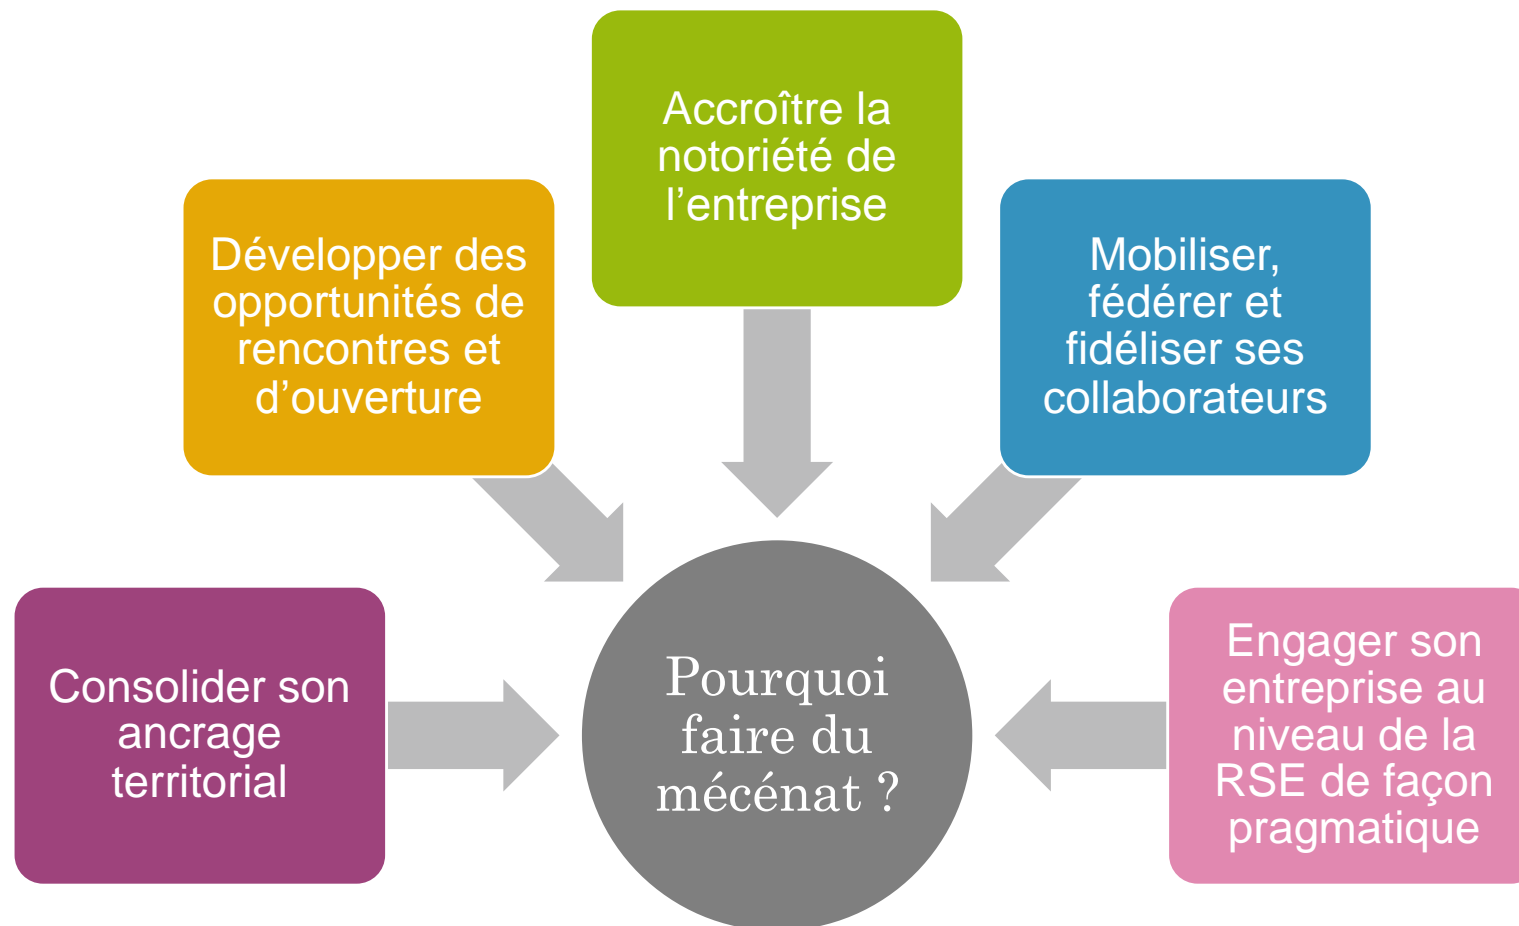 Accroître la
notoriété de
l’entreprise
Développer des
opportunités de
rencontres et
d’ouverture
Mobiliser,
fédérer et
fidéliser ses
collaborateurs
Consolider son
ancrage
territorial
Pourquoi
faire du
mécénat ?
Engager son
entreprise au
niveau de la
RSE de façon
pragmatique